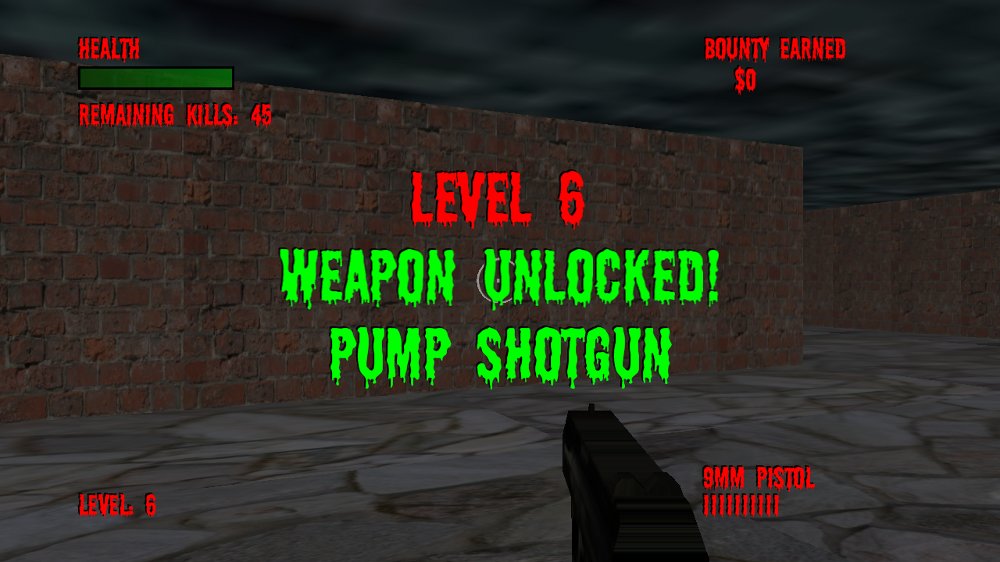 HEALTH
BOUNTY EARNED
$0
REMAINING KILLS: 45
LEVEL 6
WEAPON UNLOCKED!
PUMP SHOTGUN
9MM PISTOL
LEVEL: 6